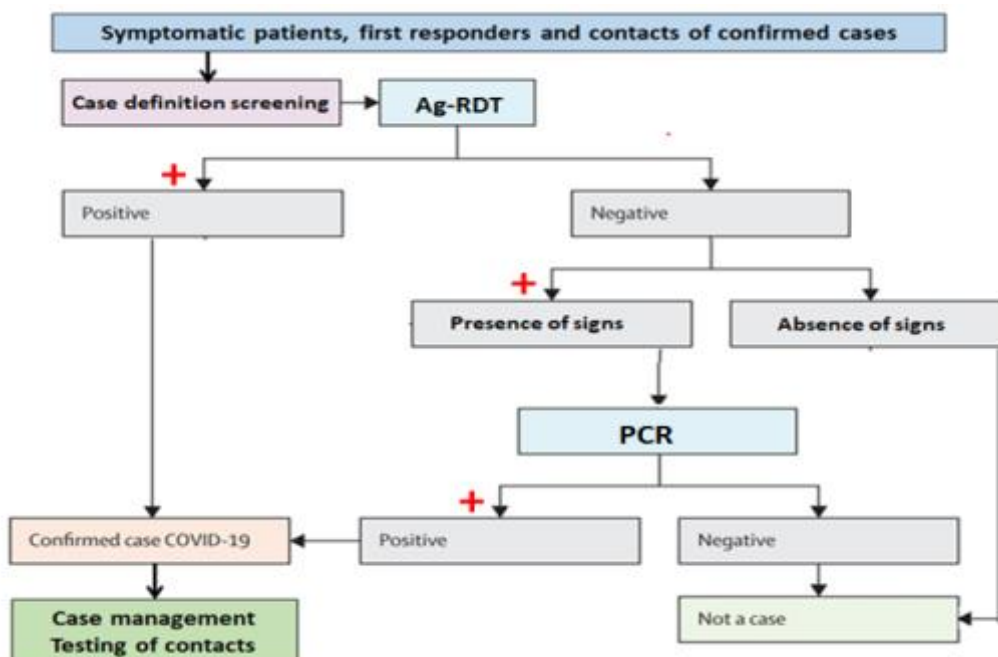 Symptomatic patients, first responders and contacts of confirmed cases
Case definition screening
Ag-RDT
+
Positive
Negative
+
Presence of signs
Absence of signs
PCR
+
Confirmed case COVID-19
Positive
Negative
Case management
Testing of contacts
Not a case